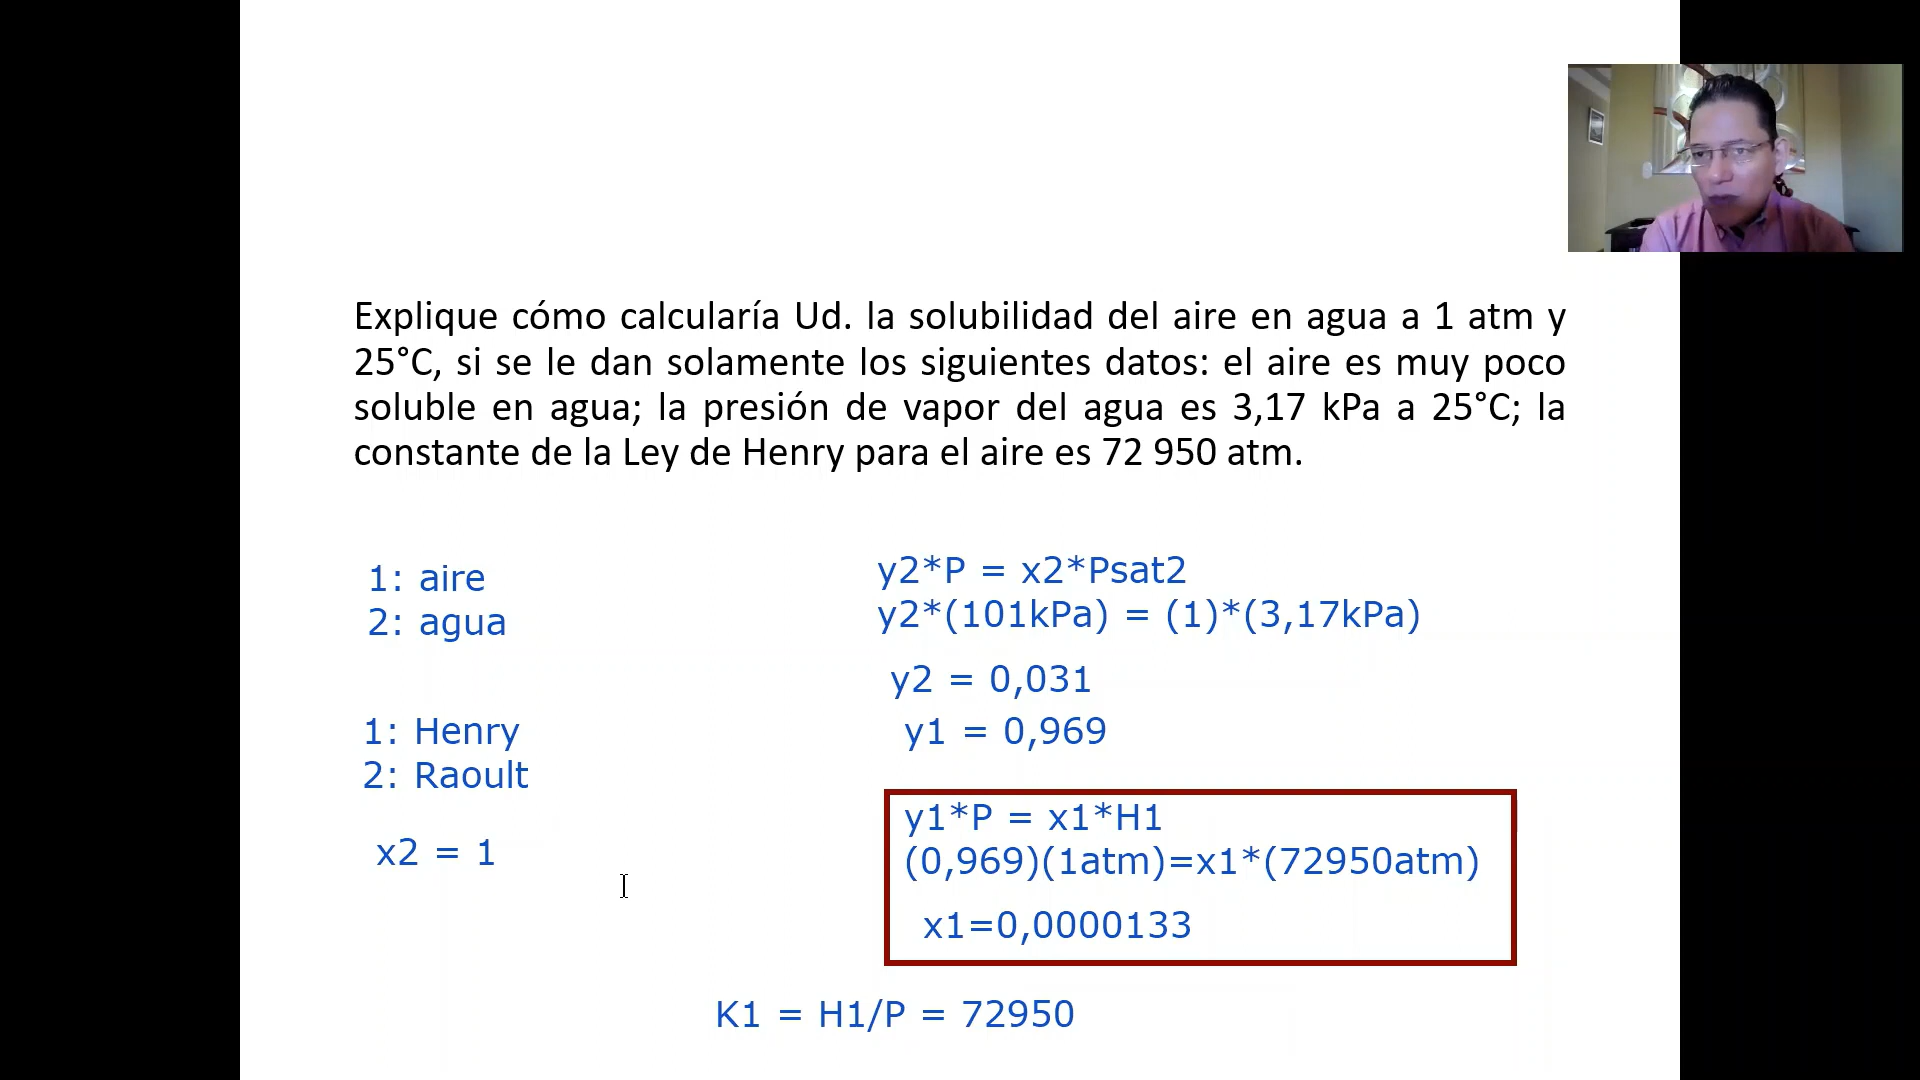 Explique cómo calcularía Ud. la solubilidad del aire en agua a 1 atm y
25°C, si se le dan solamente los siguientes datos: el aire es muy poco
soluble en agua; la presión de vapor del agua es 3,17 kPa a 25°C; la
constante de la Ley de Henry para el aire es 72 950 atm.
1: aire
2: agua
1: Henry
2: Raoult
x2 = 1
y2*P = x2*Psat2
y2*(101kPa) = (1)*(3,17kPa)
y2 = 0,031
y1 = 0,969
y1*P = x1*H1
(0,969)(1atm)=x1*(72950atm)
x1=0,0000133
K1 = H1/P = 72950